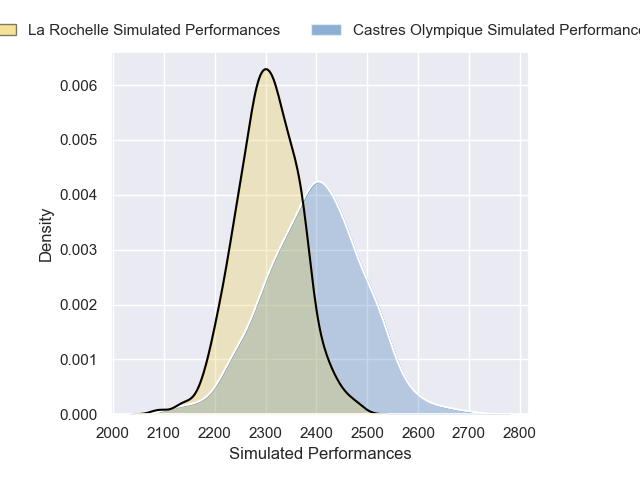 La Rochelle Simulated Performances
Castres Olympique Simulated Performanc
0.006
0.005
0.004
0.003
0.002
0.001
0.000
Density
2000 2100 2200 2300 2400 2500 2600 2700 2800
Simulated Performances